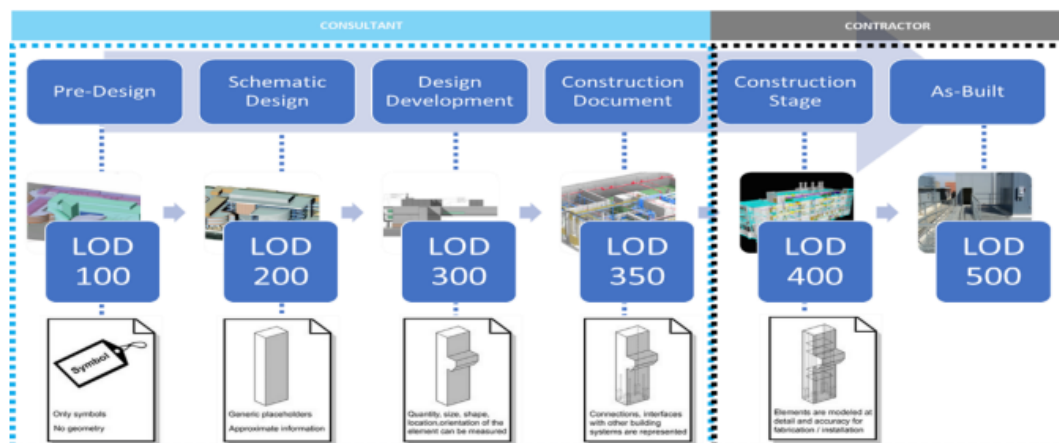 CONSULTANT
CONTRACTOR
Pre-Design
Schematic
Design
Design
Development
Construction
Document
Construction
Stage
As-Built
LOD
100
LOD
200
LOD
300
LOD
350
LOD
400
LOD
500
Symbol
Only symbols
No geometry
Generic placeholders
Approximate information
Quantity, size, shape,
location,orientation of the
element can be measured
Connections, interfaces
with other building
systems are represented
Elements are modeled at
detail and accuracy for
fabrication / installation